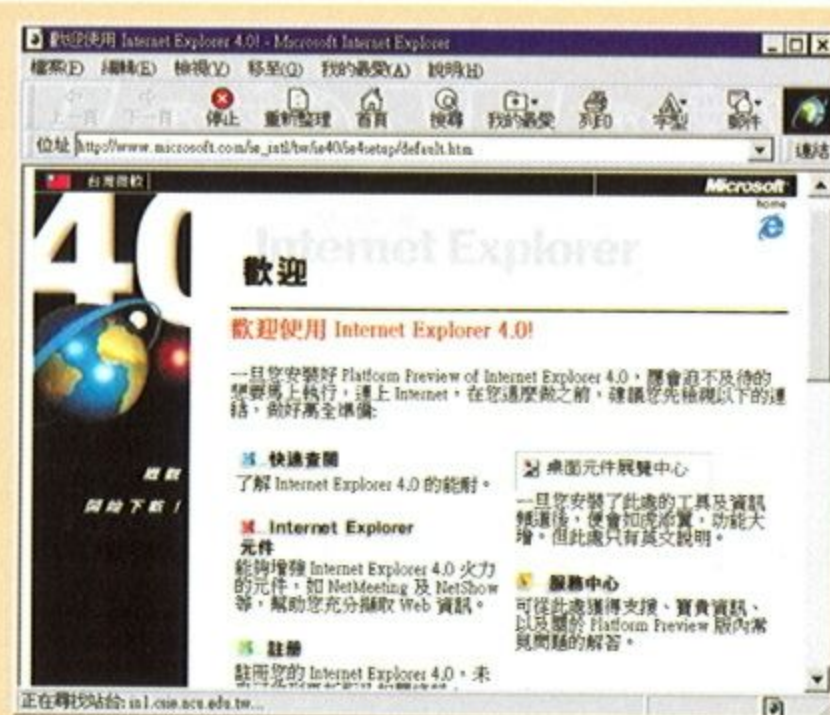 歡迎使用 Internet Explorer 4.0! - Microsoft Internet Explorer
檔案(F) 編輯(E) 檢視(V) 移至(G) 我的最愛(A) 說明(H)
上一頁 下一頁 停止 重新整理 首頁 搜尋 我的最愛 列印 字型 郵件
位址 http://www.microsoft.com/ie_intl/tw/ie40/ie4setup/default.htm 連結
台灣微軟 Microsoft
home
40
Internet Explorer
歡迎
歡迎使用 Internet Explorer 4.0!
一旦您安裝好 Platform Preview of Internet Explorer 4.0,應會迫不及待的
想要馬上執行,連上 Internet,在您這麼做之前,建議您先檢視以下的連
結,做好萬全準備:
快速查閱
了解 Internet Explorer 4.0 的能耐。
Internet Explorer
元件
能夠增強 Internet Explorer 4.0 火力
的元件,如 NetMeeting 及 NetShow
等,幫助您充分擷取 Web 資訊。
註冊
註冊您的 Internet Explorer 4.0,未
桌面元件展覽中心
一旦您安裝了此處的工具及資訊
頻道後,便會如虎添翼,功能大
增。但此處只有英文說明。
服務中心
可從此處獲得支援、寶貴資訊、
以及關於 Platform Preview 版內常
見問題的解答。
開始下載!
正在尋找站台: in1.csie.ncu.edu.tw...